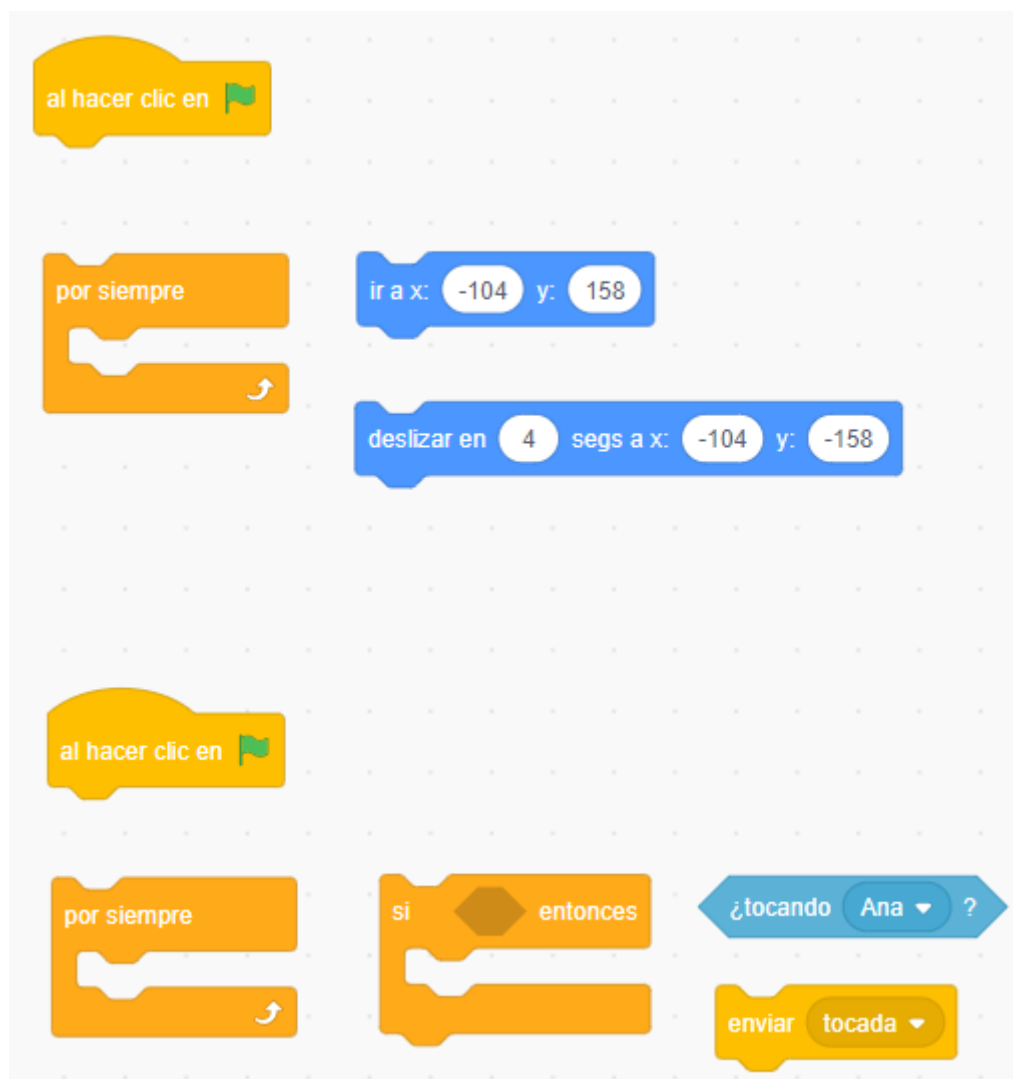 al hacer clic en
por siempre
ir a x: -104 y: 158
deslizar en 4 segs a x: -104 y: -158
al hacer clic en
por siempre
si entonces
¿tocando Ana ?
enviar tocada